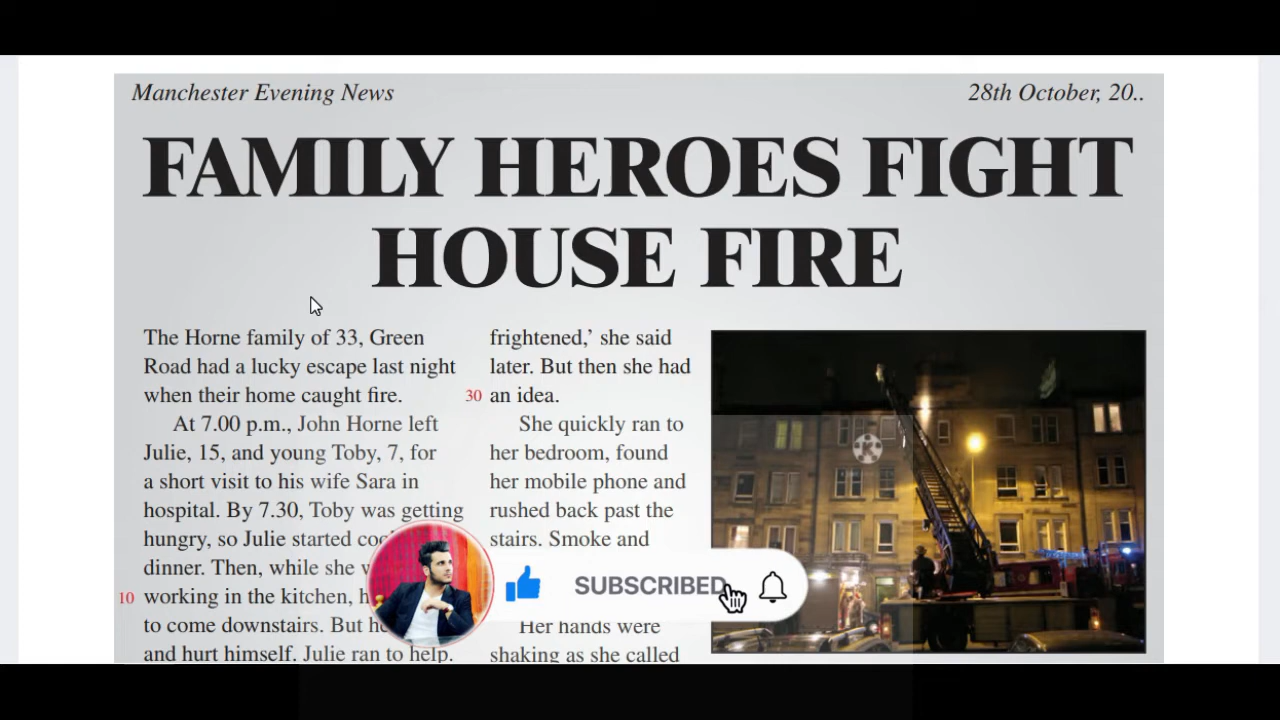 Manchester Evening News
28th October, 20..
FAMILY HEROES FIGHT
HOUSE FIRE
The Horne family of 33, Green
Road had a lucky escape last night
when their home caught fire.
At 7.00 p.m., John Horne left
Julie, 15, and young Toby, 7, for
a short visit to his wife Sara in
hospital. By 7.30, Toby was getting
hungry, so Julie started
dinner. Then, while she
10 working in the kitchen,
to come downstairs. But
and hurt himself. Julie ran to help.
frightened,’ she said
later. But then she had
30 an idea.
She quickly ran to
her bedroom, found
her mobile phone and
rushed back past the
stairs. Smoke and
Her hands were
shaking as she called
SUBSCRIBED